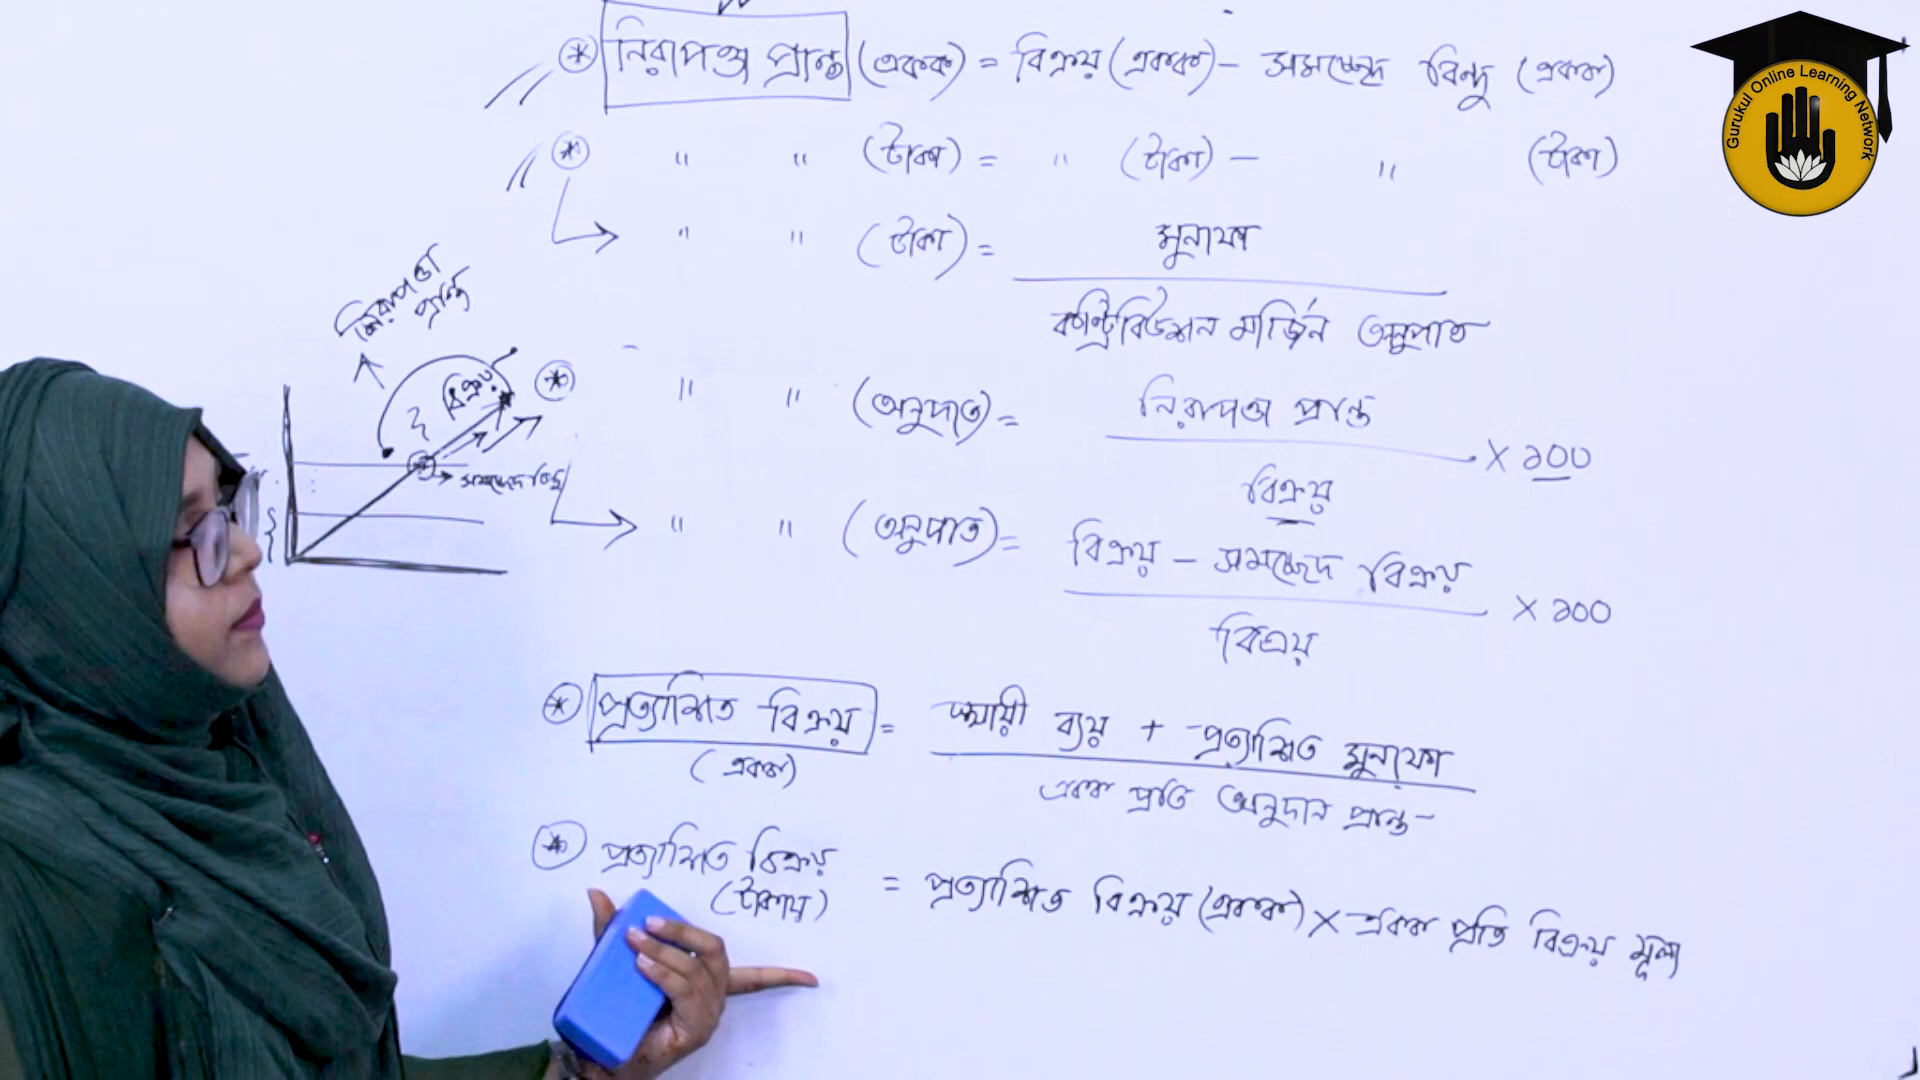 নিরাপত্তা প্রান্ত (একক) = বিক্রয় (একক) - সমচ্ছেদ বিন্দু (একক)
" " (টাকা) = " (টাকা) - " (টাকা)
" " (টাকা) = মুনাফা
কন্ট্রিবিউশন মার্জিন অনুপাত
নিরাপত্তা
প্রান্ত
বিক্রয়
সমচ্ছেদ বিন্দু
" " (অনুপাত) = নিরাপত্তা প্রান্ত
বিক্রয়
× ১০০
" " (অনুপাত) = বিক্রয় - সমচ্ছেদ বিক্রয়
বিক্রয়
× ১০০
প্রত্যাশিত বিক্রয় = স্থায়ী ব্যয় + প্রত্যাশিত মুনাফা
(একক)
একক প্রতি অনুদান প্রান্ত
প্রত্যাশিত বিক্রয়
(টাকায়)
= প্রত্যাশিত বিক্রয় (একক) × একক প্রতি বিক্রয় মূল্য
Gurukul Online Learning Network